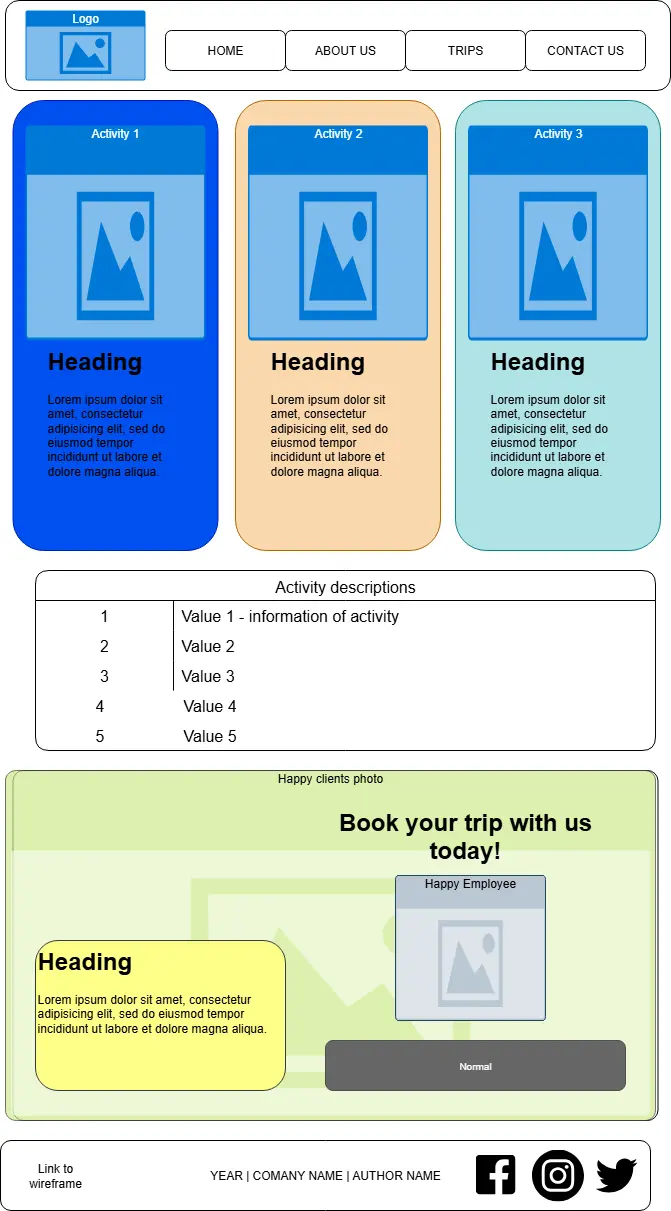 Logo
HOME
ABOUT US
TRIPS
CONTACT US
Activity 1
Activity 2
Activity 3
Heading
Lorem ipsum dolor sit
amet, consectetur
adipisicing elit, sed do
eiusmod tempor
incididunt ut labore et
dolore magna aliqua.
Heading
Lorem ipsum dolor sit
amet, consectetur
adipisicing elit, sed do
eiusmod tempor
incididunt ut labore et
dolore magna aliqua.
Heading
Lorem ipsum dolor sit
amet, consectetur
adipisicing elit, sed do
eiusmod tempor
incididunt ut labore et
dolore magna aliqua.
Activity descriptions
1 Value 1 - information of activity
2 Value 2
3 Value 3
4 Value 4
5 Value 5
Happy clients photo
Book your trip with us
today!
Happy Employee
Heading
Lorem ipsum dolor sit amet, consectetur
adipisicing elit, sed do eiusmod tempor
incididunt ut labore et dolore magna aliqua.
Normal
Link to
wireframe
YEAR | COMANY NAME | AUTHOR NAME